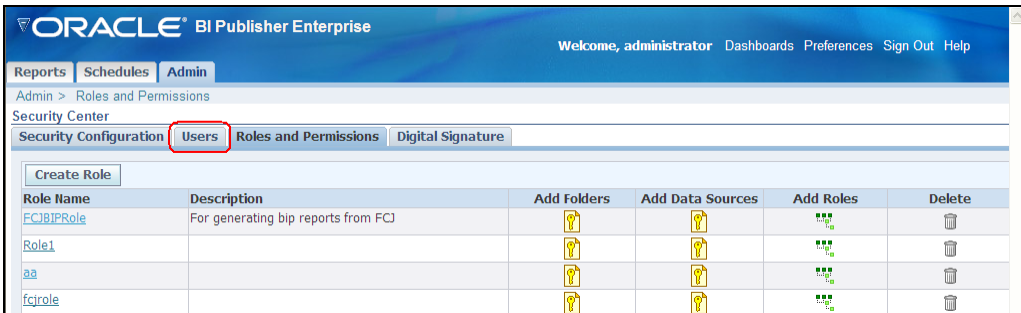 ORACLE BI Publisher Enterprise
Welcome, administrator Dashboards Preferences Sign Out Help
Reports Schedules Admin
Admin > Roles and Permissions
Security Center
Security Configuration Users Roles and Permissions Digital Signature
Create Role
Role Name Description Add Folders Add Data Sources Add Roles Delete
FCJBIPRole For generating bip reports from FCJ
Role1
aa
fcjrole